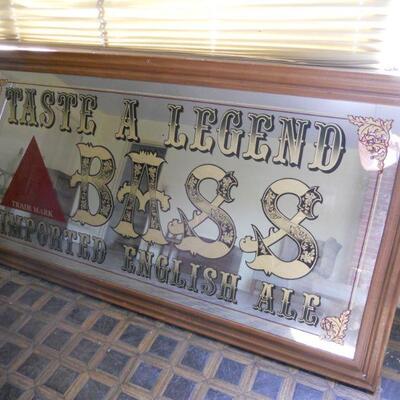 TASTE A LEGEND
BASS
TRADE MARK
IMPORTED ENGLISH ALE